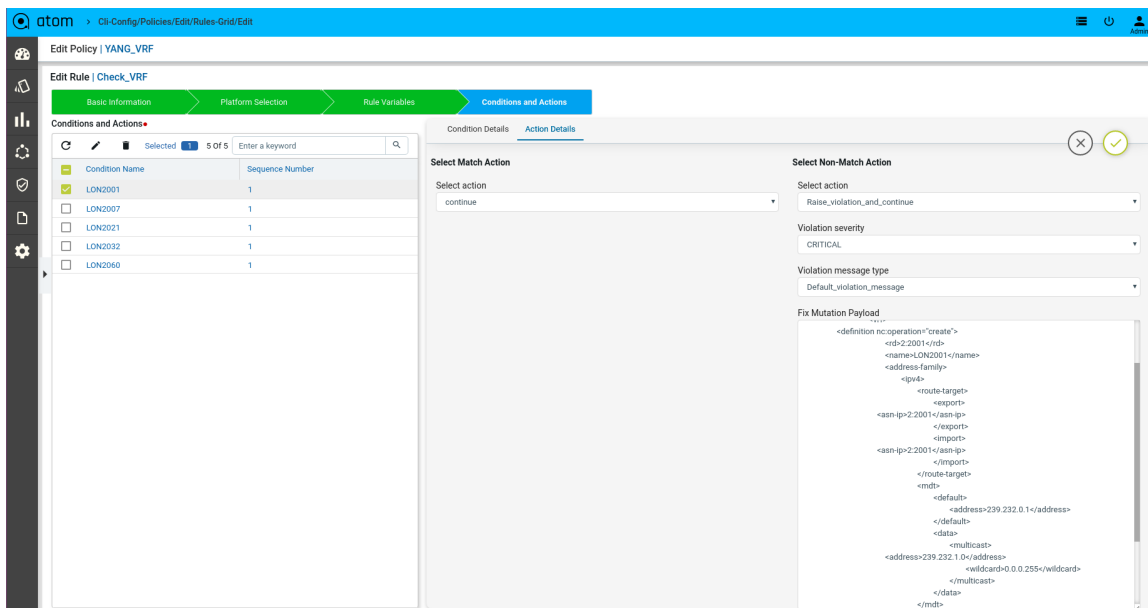 atom > Cli-Config/Policies/Edit/Rules-Grid/Edit
Admin
Edit Policy | YANG_VRF
Edit Rule | Check_VRF
Basic Information
Platform Selection
Rule Variables
Conditions and Actions
Conditions and Actions
Selected 1 5 Of 5 Enter a keyword
Condition Name Sequence Number
LON2001 1
LON2007 1
LON2021 1
LON2032 1
LON2060 1
Condition Details Action Details
Select Match Action
Select action
continue
Select Non-Match Action
Select action
Raise_violation_and_continue
Violation severity
CRITICAL
Violation message type
Default_violation_message
Fix Mutation Payload
<definition nc:operation="create">
<rd>2:2001</rd>
<name>LON2001</name>
<address-family>
<ipv4>
<route-target>
<export>
<asn-ip>2:2001</asn-ip>
</export>
<import>
<asn-ip>2:2001</asn-ip>
</import>
</route-target>
<mdt>
<default>
<address>239.232.0.1</address>
</default>
<data>
<multicast>
<address>239.232.1.0</address>
<wildcard>0.0.0.255</wildcard>
</multicast>
</data>
</mdt>